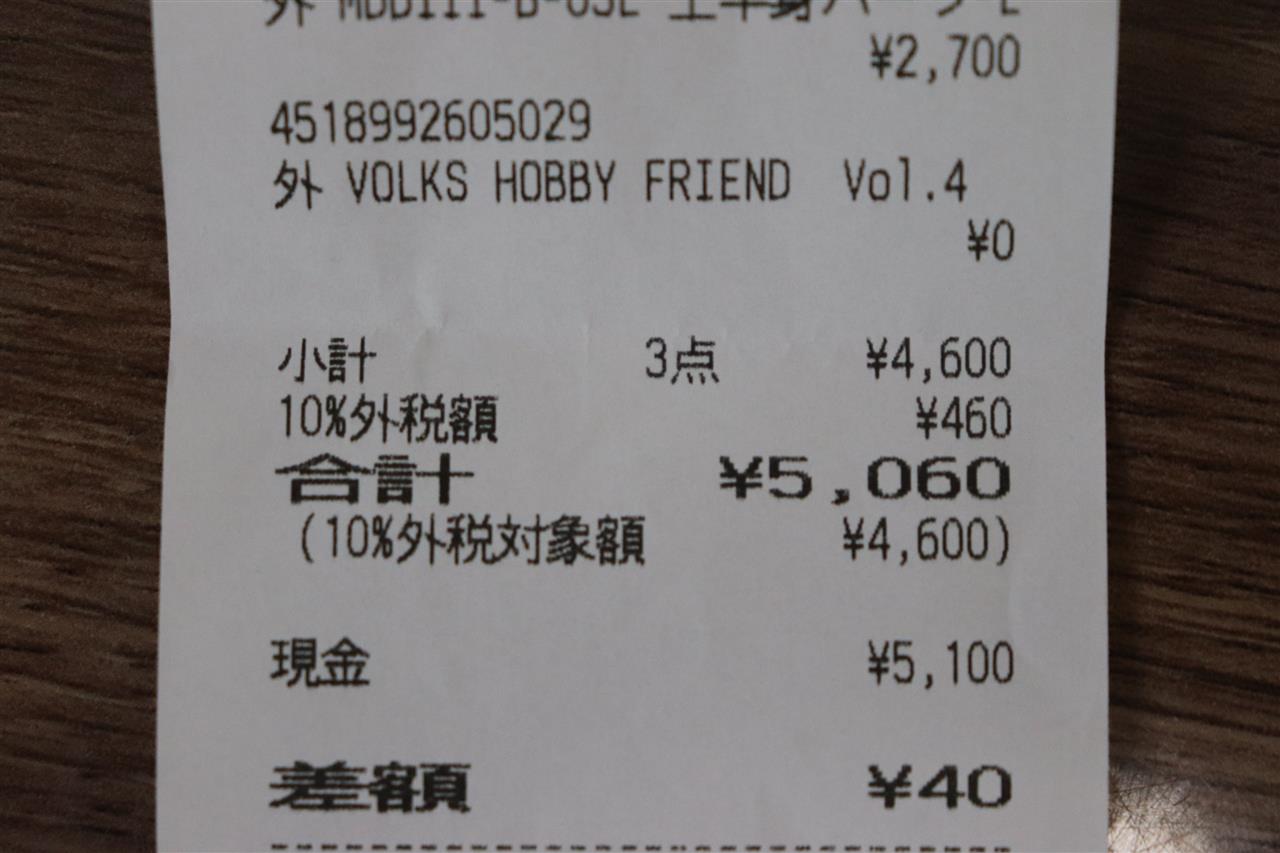 ¥2,700
4518992605029
外 VOLKS HOBBY FRIEND Vol.4
¥0
小計 3点 ¥4,600
10%外税額 ¥460
合計 ¥5,060
(10%外税対象額 ¥4,600)
現金 ¥5,100
差額 ¥40